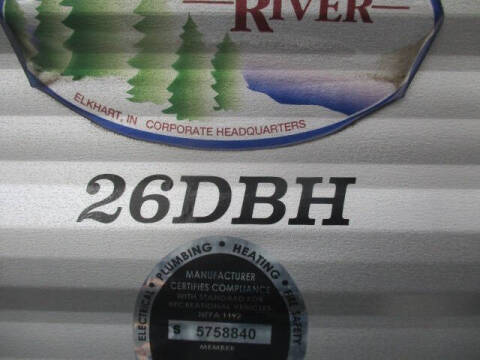 RIVER
ELKHART, IN CORPORATE HEADQUARTERS
26DBH
ELECTRICAL • PLUMBING • HEATING • FIRE SAFETY
MANUFACTURER
CERTIFIES COMPLIANCE
WITH STANDARD FOR
RECREATIONAL VEHICLES
NFPA 1192
S 5758840
MEMBER